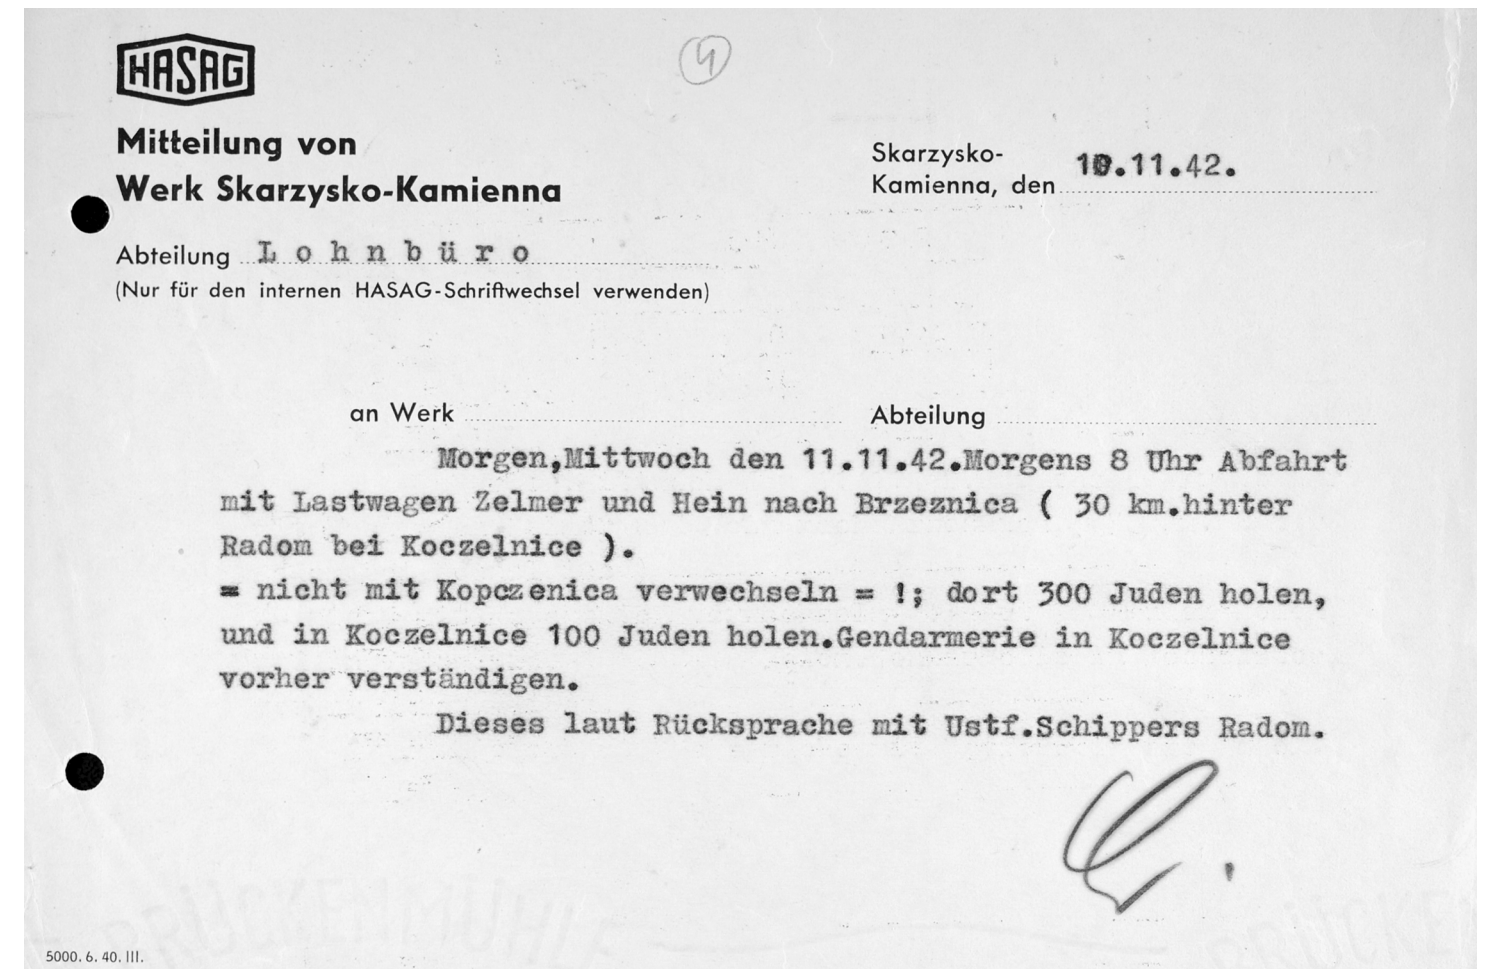 HASAG
4
Mitteilung von
Werk Skarzysko-Kamienna
Skarzysko-
Kamienna, den 10.11.42.
Abteilung Lohnbüro
(Nur für den internen HASAG-Schriftwechsel verwenden)
an Werk Abteilung
Morgen,Mittwoch den 11.11.42.Morgens 8 Uhr Abfahrt
mit Lastwagen Zelmer und Hein nach Brzeznica ( 30 km.hinter
Radom bei Koczelnice ).
= nicht mit Kopczenica verwechseln = !; dort 300 Juden holen,
und in Koczelnice 100 Juden holen.Gendarmerie in Koczelnice
vorher verständigen.
Dieses laut Rücksprache mit Ustf.Schippers Radom.
BRÜCKENMÜHLE
BRÜCKEN
5000. 6. 40. III.